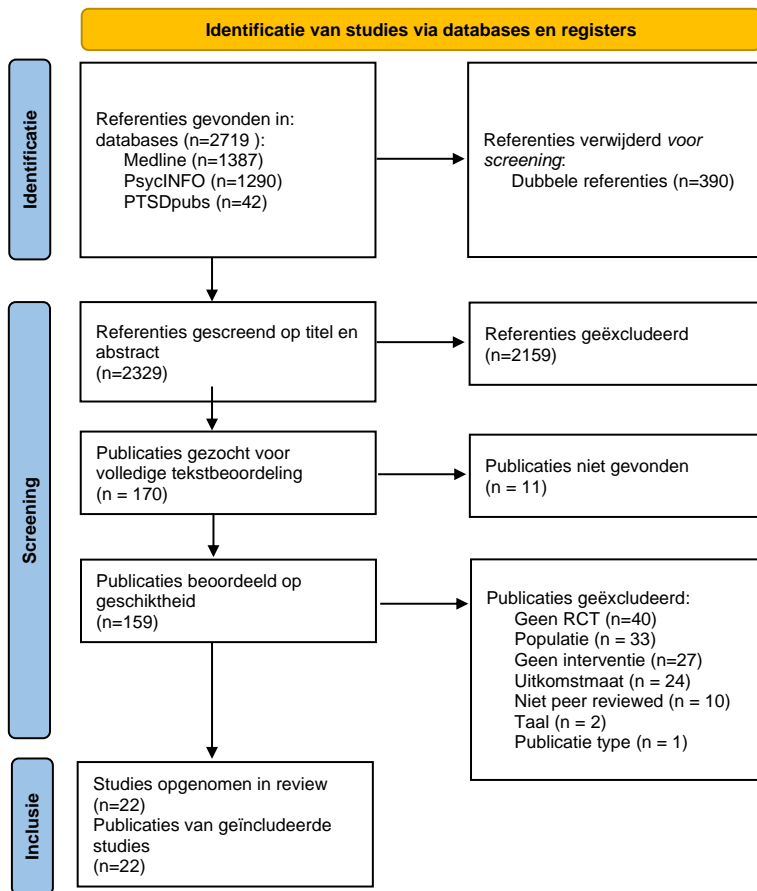 Identificatie van studies via databases en registers
Identificatie
Referenties gevonden in:
databases (n=2719 ):
Medline (n=1387)
PsycINFO (n=1290)
PTSDpubs (n=42)
Referenties verwijderd voor
screening:
Dubbele referenties (n=390)
Screening
Referenties gescreend op titel en
abstract
(n=2329)
Referenties geëxcludeerd
(n=2159)
Publicaties gezocht voor
volledige tekstbeoordeling
(n = 170)
Publicaties niet gevonden
(n = 11)
Publicaties beoordeeld op
geschiktheid
(n=159)
Publicaties geëxcludeerd:
Geen RCT (n=40)
Populatie (n = 33)
Geen interventie (n=27)
Uitkomstmaat (n = 24)
Niet peer reviewed (n = 10)
Taal (n = 2)
Publicatie type (n = 1)
Inclusie
Studies opgenomen in review
(n=22)
Publicaties van geïncludeerde
studies
(n=22)